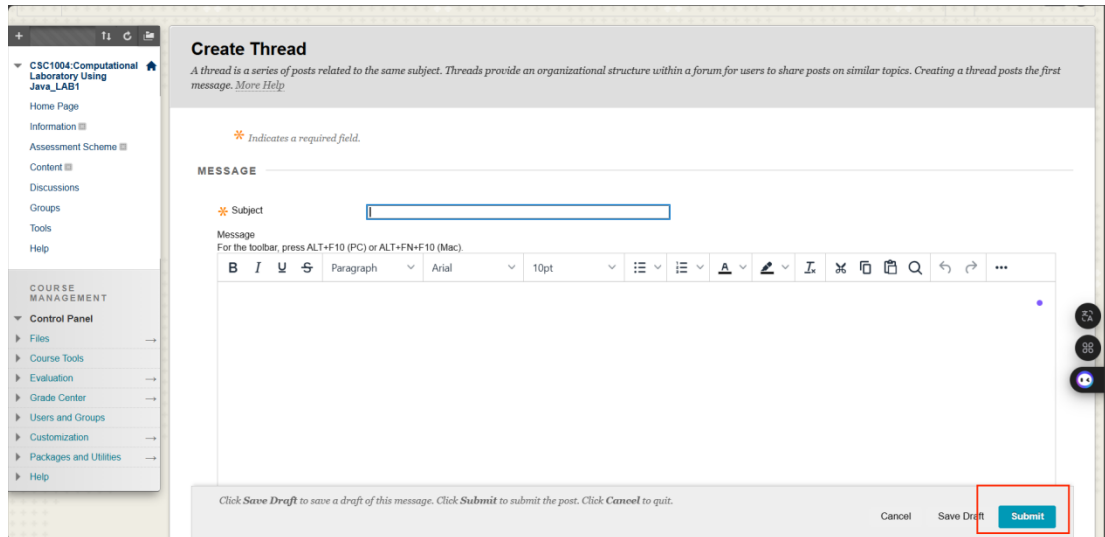 CSC1004:Computational
Laboratory Using
Java_LAB1
Home Page
Information
Assessment Scheme
Content
Discussions
Groups
Tools
Help
COURSE
MANAGEMENT
Control Panel
Files
Course Tools
Evaluation
Grade Center
Users and Groups
Customization
Packages and Utilities
Help
Create Thread
A thread is a series of posts related to the same subject. Threads provide an organizational structure within a forum for users to share posts on similar topics. Creating a thread posts the first
message. More Help
Indicates a required field.
MESSAGE
Subject
Message
For the toolbar, press ALT+F10 (PC) or ALT+FN+F10 (Mac).
B I U S Paragraph Arial 10pt A
Click Save Draft to save a draft of this message. Click Submit to submit the post. Click Cancel to quit.
Cancel Save Draft Submit